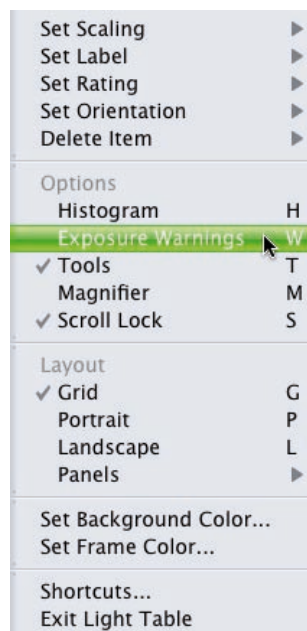 Set Scaling
Set Label
Set Rating
Set Orientation
Delete Item
Options
Histogram H
Exposure Warnings W
✓ Tools T
Magnifier M
✓ Scroll Lock S
Layout
✓ Grid G
Portrait P
Landscape L
Panels
Set Background Color...
Set Frame Color...
Shortcuts...
Exit Light Table